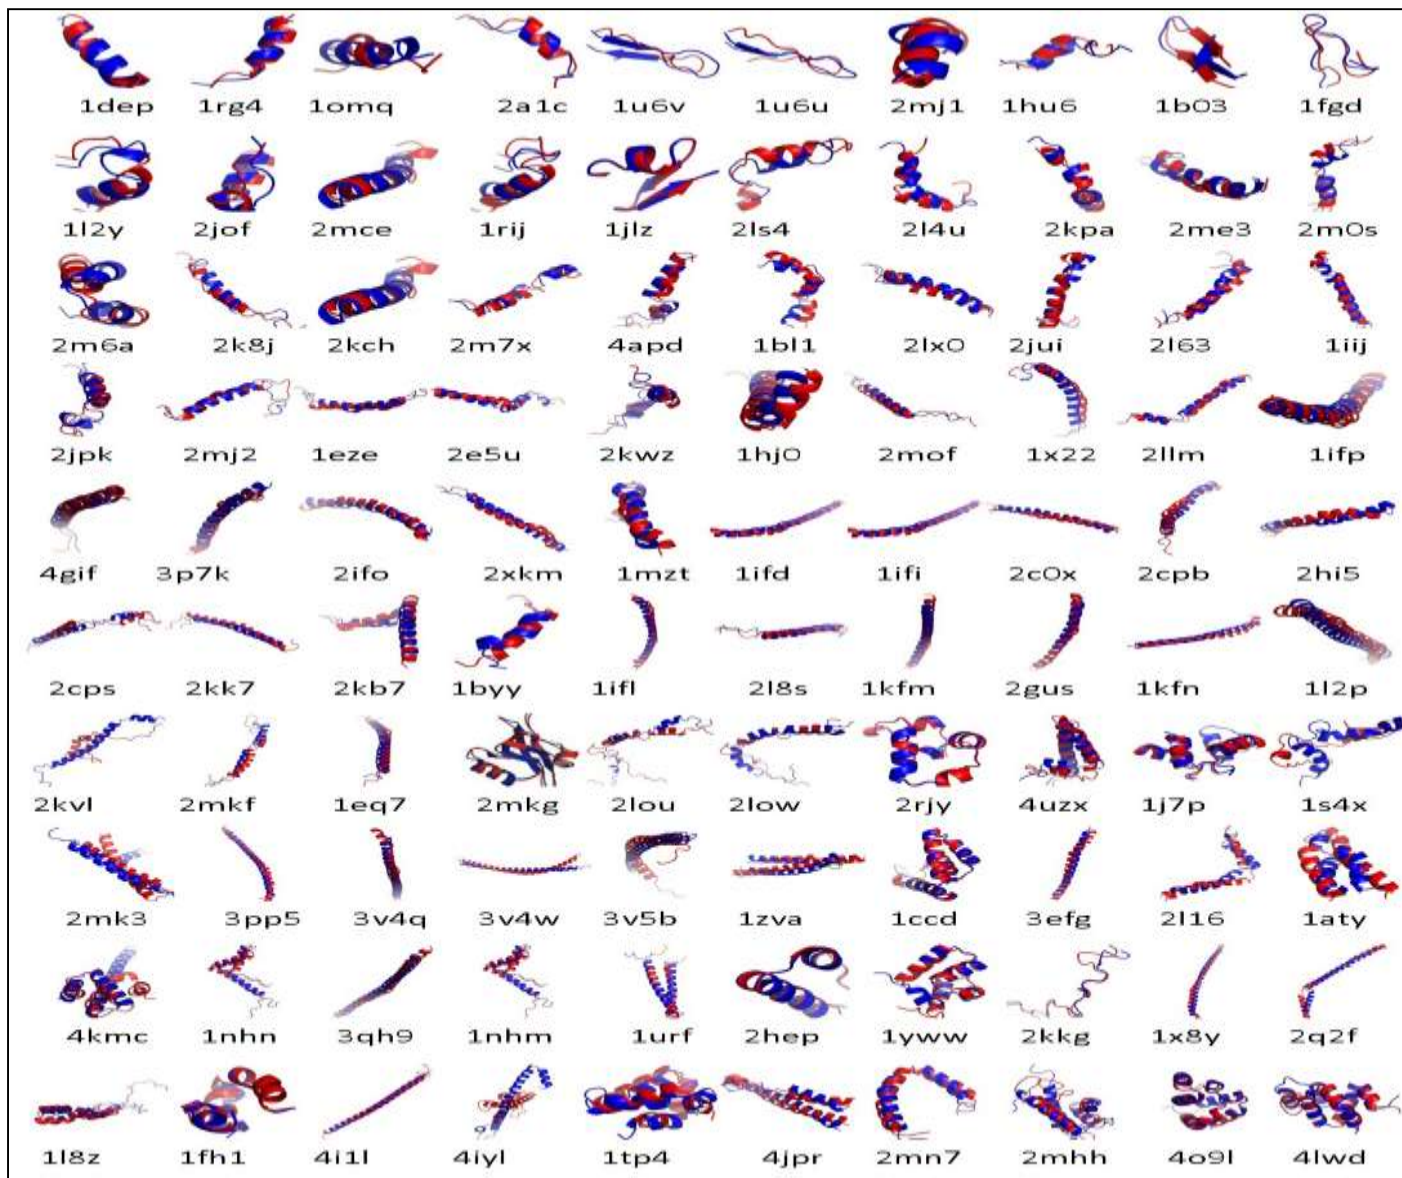 1dep 1rg4 1omq 2a1c 1u6v 1u6u 2mj1 1hu6 1b03 1fgd
1l2y 2jof 2mce 1rij 1jlz 2ls4 2l4u 2kpa 2me3 2m0s
2m6a 2k8j 2kch 2m7x 4apd 1bl1 2lx0 2jui 2l63 1iij
2jpk 2mj2 1eze 2e5u 2kwz 1hj0 2mof 1x22 2llm 1ifp
4gif 3p7k 2ifo 2xkm 1mzt 1ifd 1ifi 2c0x 2cpb 2hi5
2cps 2kk7 2kb7 1byy 1ifl 2l8s 1kfm 2gus 1kfn 1l2p
2kvl 2mkf 1eq7 2mkg 2lou 2low 2rjy 4uzx 1j7p 1s4x
2mk3 3pp5 3v4q 3v4w 3v5b 1zva 1ccd 3efg 2l16 1aty
4kmc 1nhn 3qh9 1nhm 1urf 2hep 1yww 2kkg 1x8y 2q2f
1l8z 1fh1 4i1l 4iyl 1tp4 4jpr 2mn7 2mhh 4o9l 4lwd